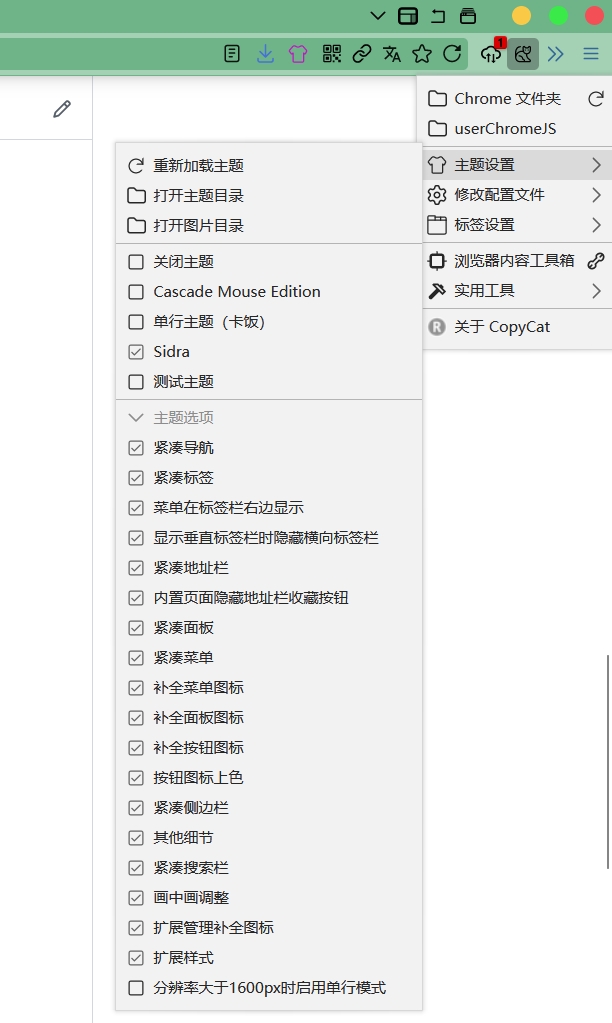 1
Chrome 文件夹
userChromeJS
主题设置
修改配置文件
标签设置
浏览器内容工具箱
实用工具
R
关于 CopyCat
重新加载主题
打开主题目录
打开图片目录
关闭主题
Cascade Mouse Edition
单行主题（卡饭）
Sidra
测试主题
主题选项
紧凑导航
紧凑标签
菜单在标签栏右边显示
显示垂直标签栏时隐藏横向标签栏
紧凑地址栏
内置页面隐藏地址栏收藏按钮
紧凑面板
紧凑菜单
补全菜单图标
补全面板图标
补全按钮图标
按钮图标上色
紧凑侧边栏
其他细节
紧凑搜索栏
画中画调整
扩展管理补全图标
扩展样式
分辨率大于1600px时启用单行模式